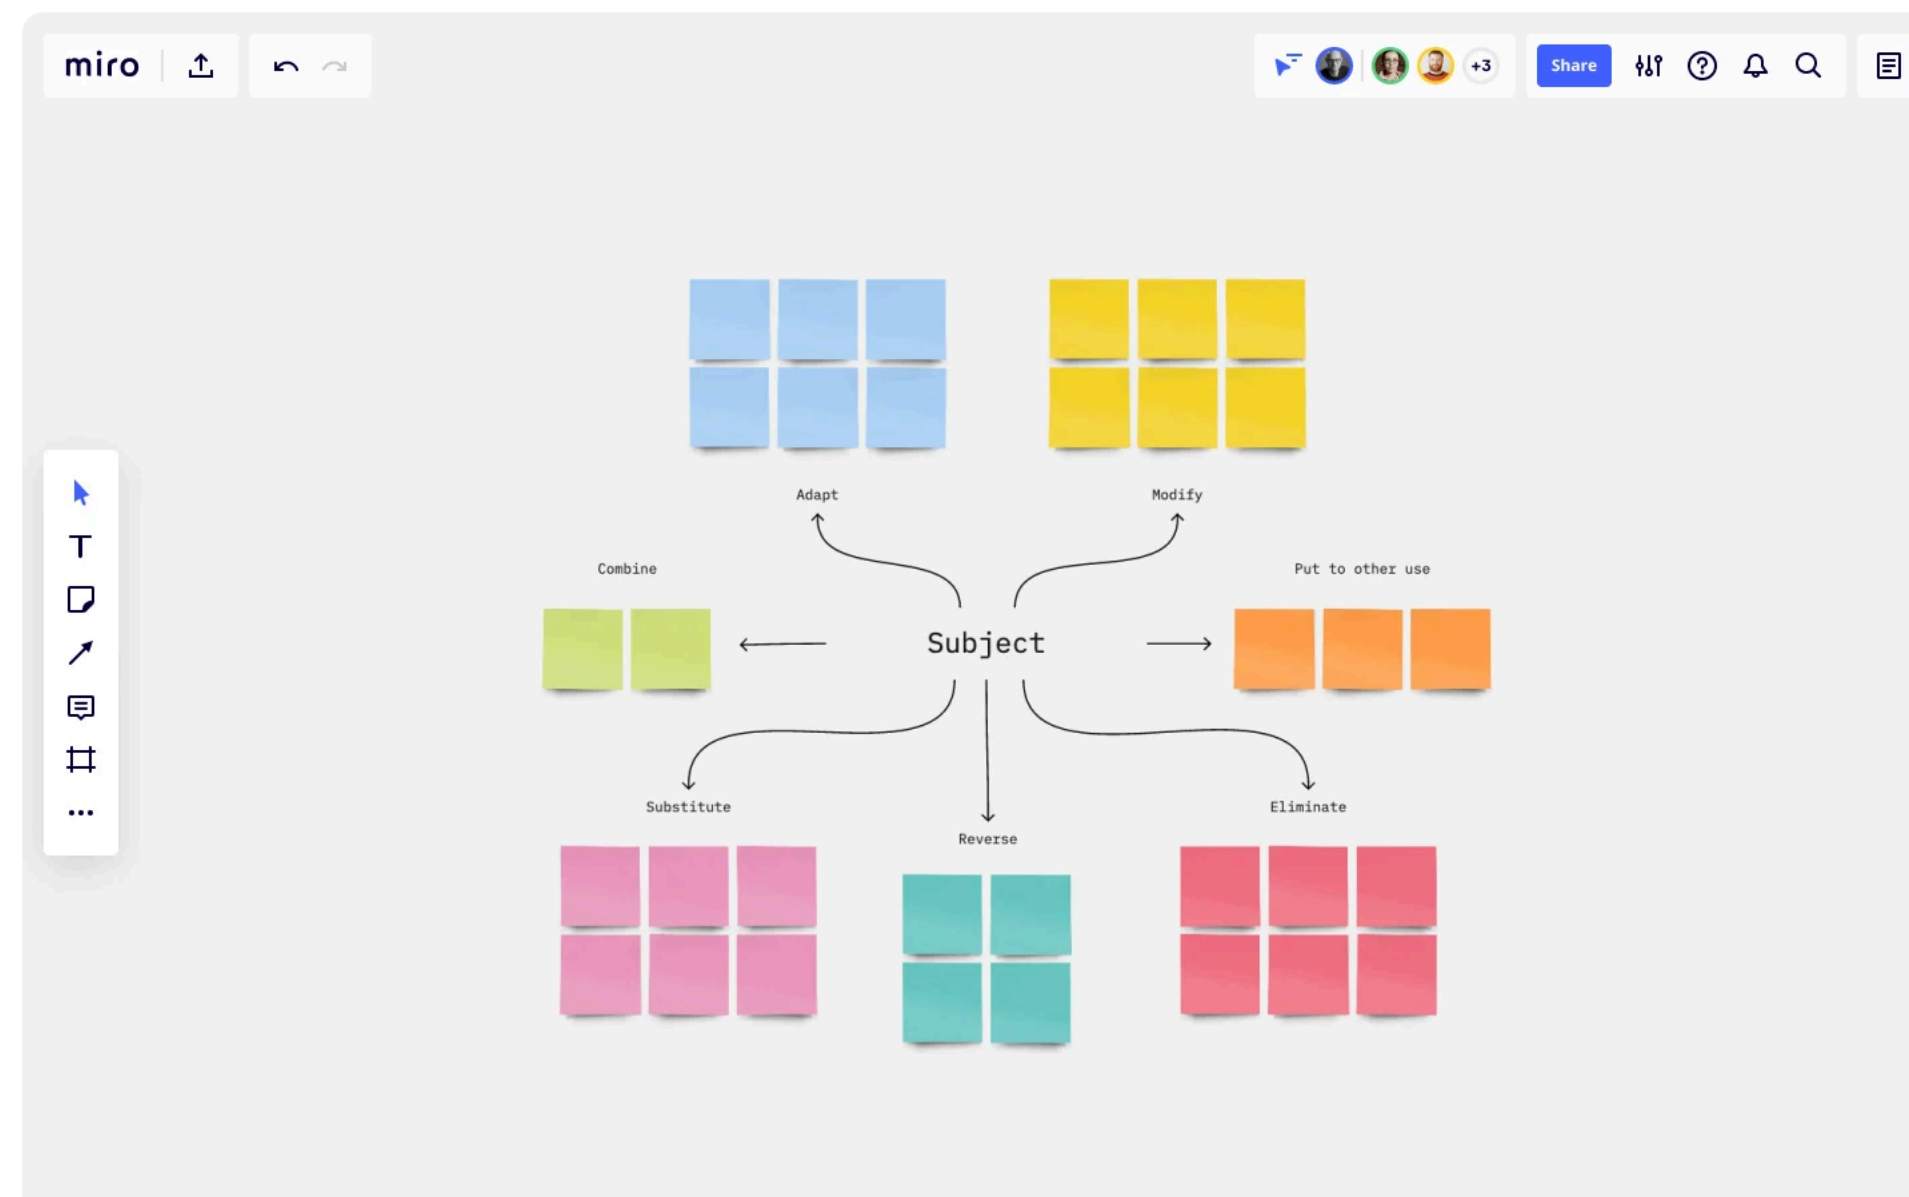 miro
+3
Share
Adapt
Modify
Combine
Put to other use
Subject
Substitute
Eliminate
Reverse